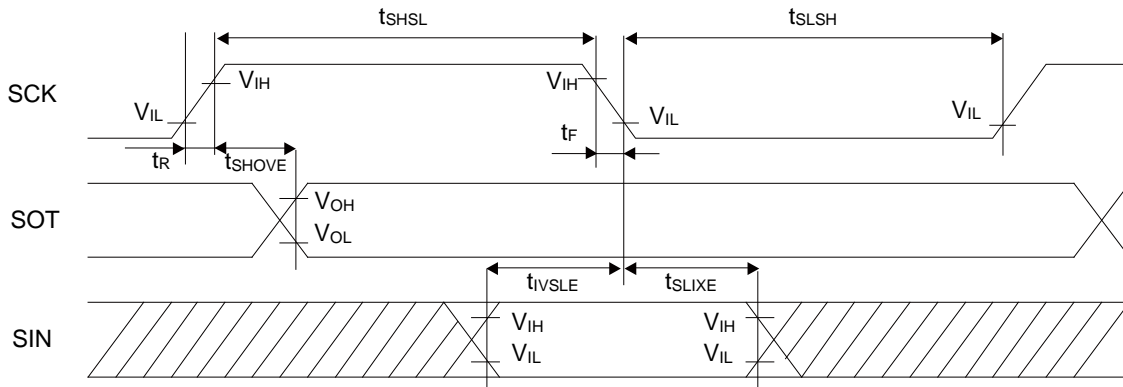 tSHSL tSLSH
SCK VIL VIH VIH VIL VIL
tR tSHOVE tF
SOT VOH
VOL
tIVSLE tSLIXE
SIN VIH VIH
VIL VIL